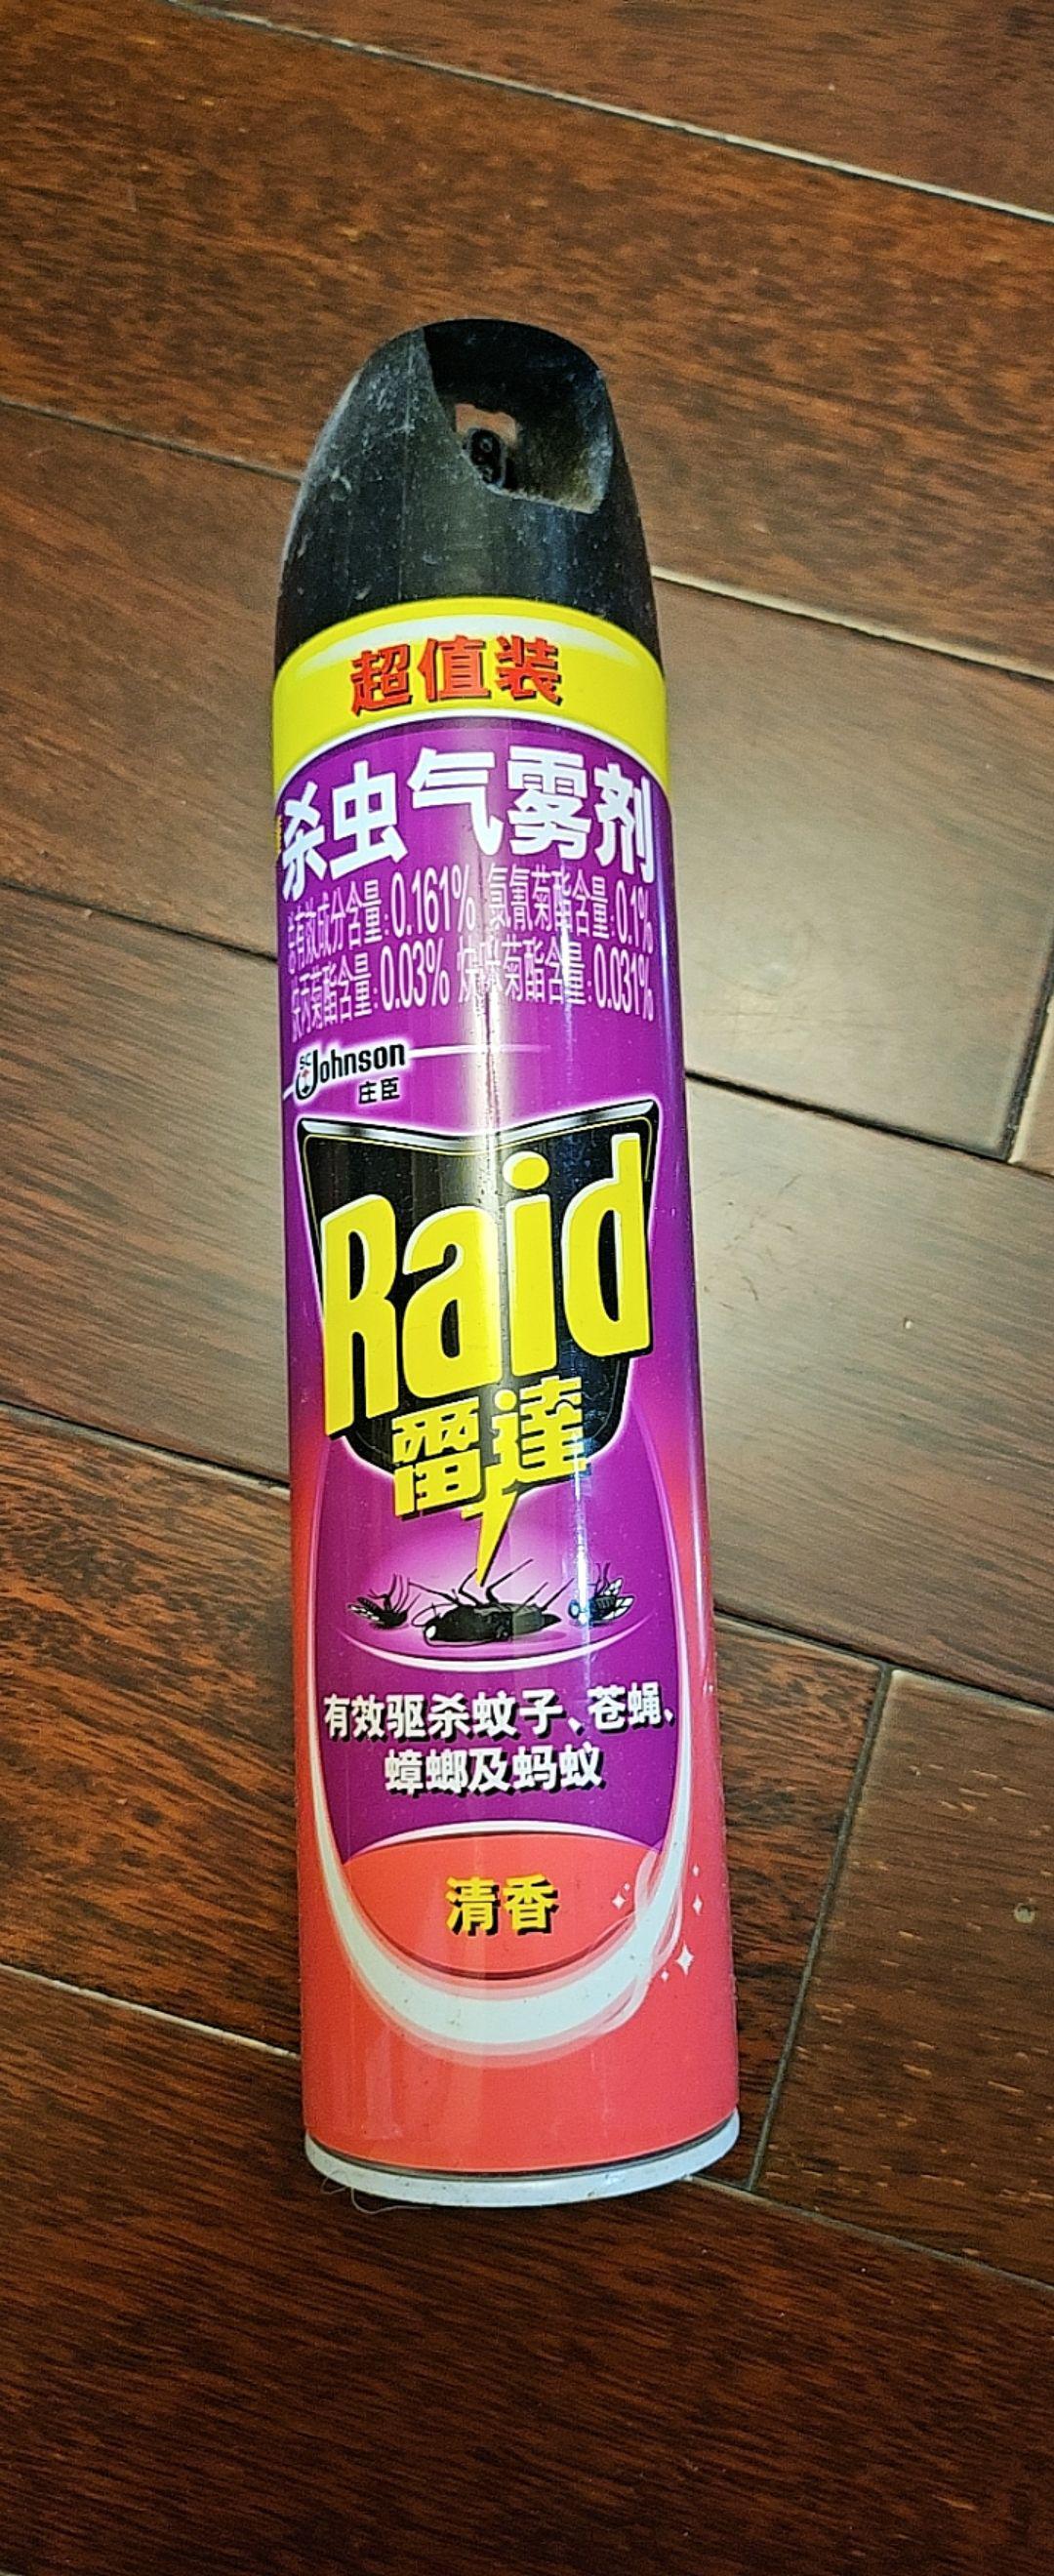 超值装
杀虫气雾剂
总有效成分含量:0.161% 氯氰菊酯含量:0.1%
炔丙菊酯含量:0.03% 炔咪菊酯含量:0.031%
SC Johnson
庄臣
Raid
雷達
有效驱杀蚊子、苍蝇、
蟑螂及蚂蚁
清香